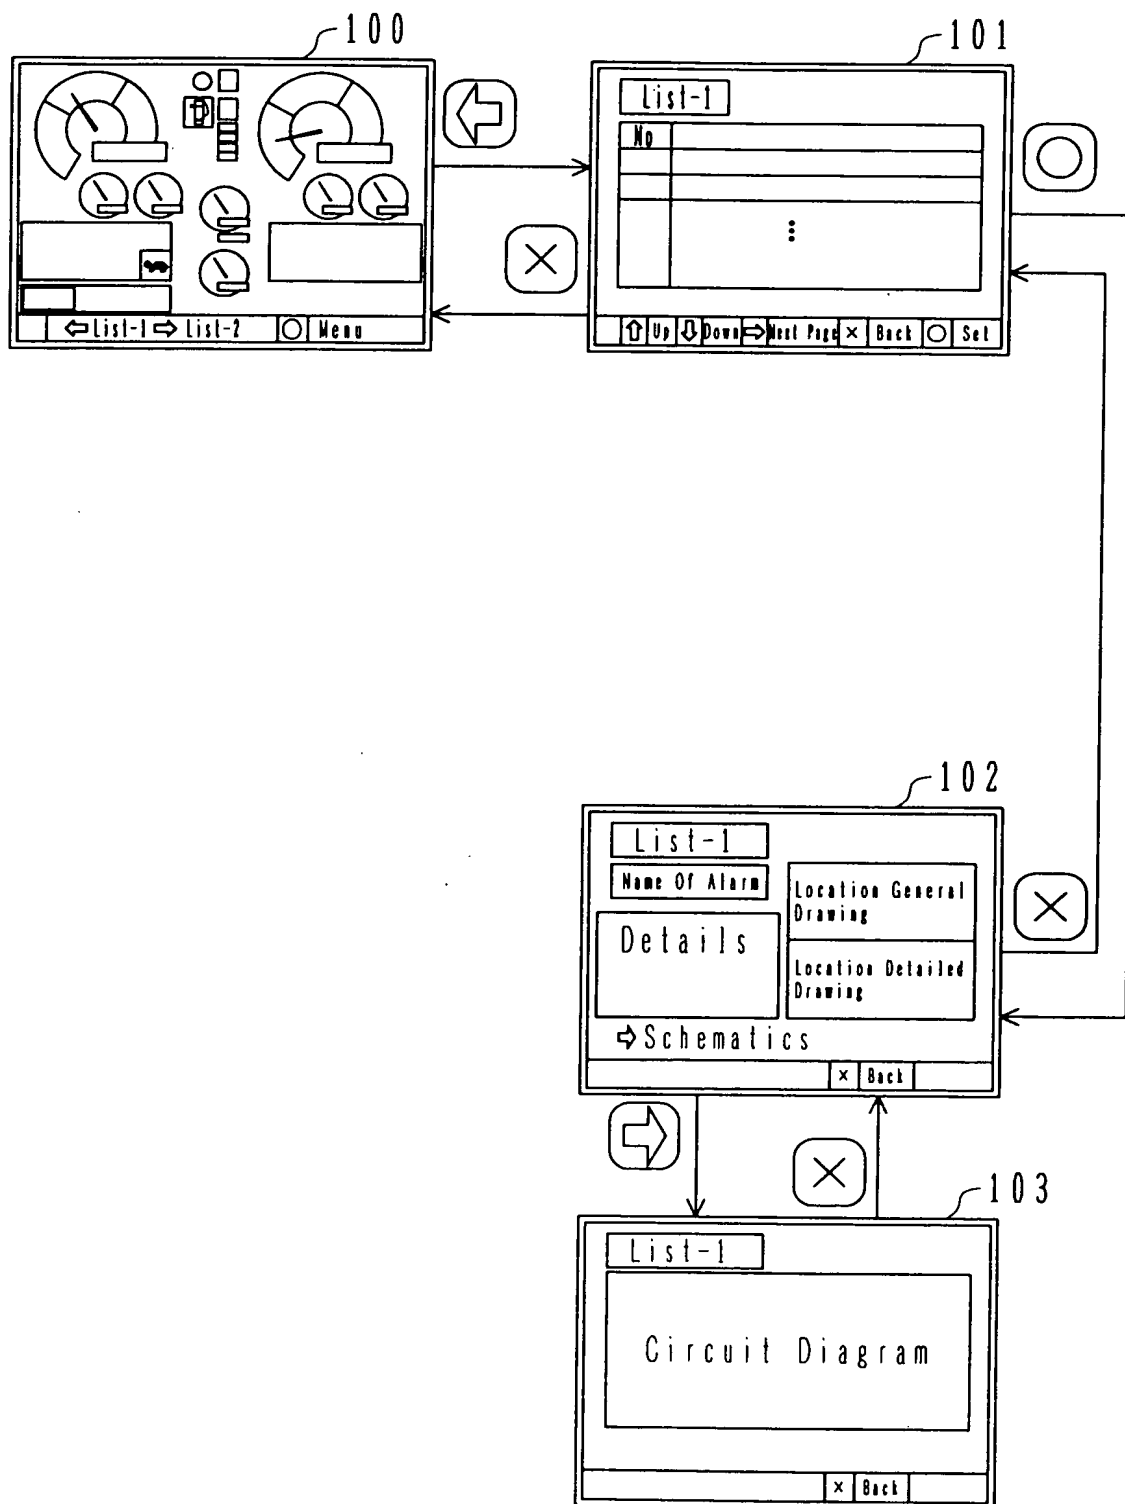 100
⇦List-1 ⇨ List-2 ○ Menu
101
List-1
No
⇧ Up ⇩ Down ⇨ Next Page × Back ○ Set
102
List-1
Name Of Alarm
Details
Location General
Drawing
Location Detailed
Drawing
⇨Schematics
× Back
103
List-1
Circuit Diagram
× Back